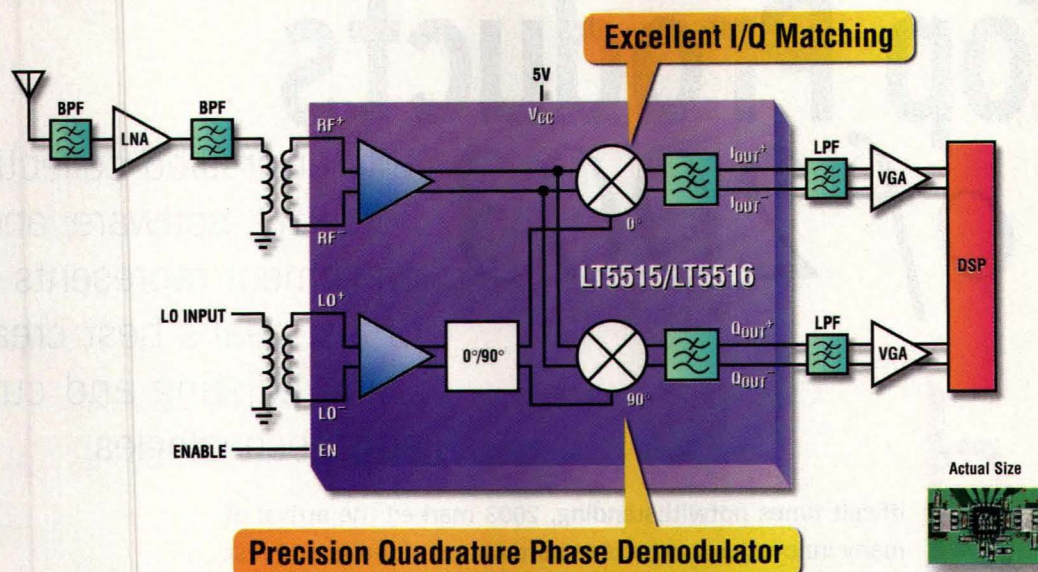 Excellent I/Q Matching
5V
VCC
BPF
LNA
BPF
RF+
RF−
IOUT+
IOUT−
0°
LPF
VGA
LT5515/LT5516
DSP
LO INPUT
LO+
LO−
0°/90°
QOUT+
QOUT−
90°
LPF
VGA
ENABLE
EN
Actual Size
Precision Quadrature Phase Demodulator
many